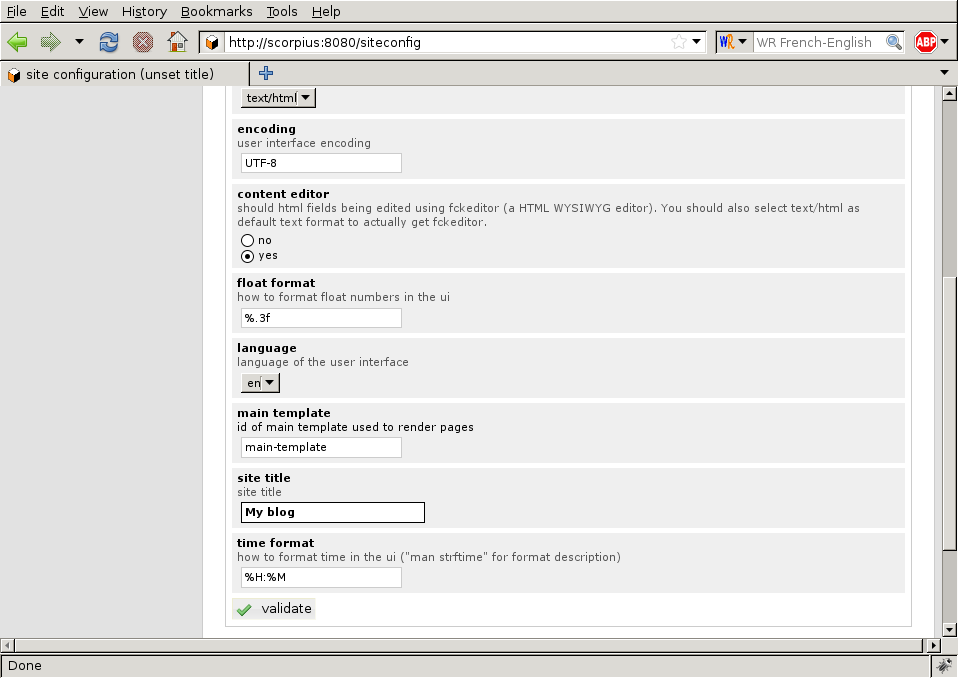 File Edit View History Bookmarks Tools Help
http://scorpius:8080/siteconfig WR WR French-English ABP
site configuration (unset title)
text/html
encoding
user interface encoding
UTF-8
content editor
should html fields being edited using fckeditor (a HTML WYSIWYG editor). You should also select text/html as
default text format to actually get fckeditor.
no
yes
float format
how to format float numbers in the ui
%.3f
language
language of the user interface
en
main template
id of main template used to render pages
main-template
site title
site title
My blog
time format
how to format time in the ui ("man strftime" for format description)
%H:%M
validate
Done